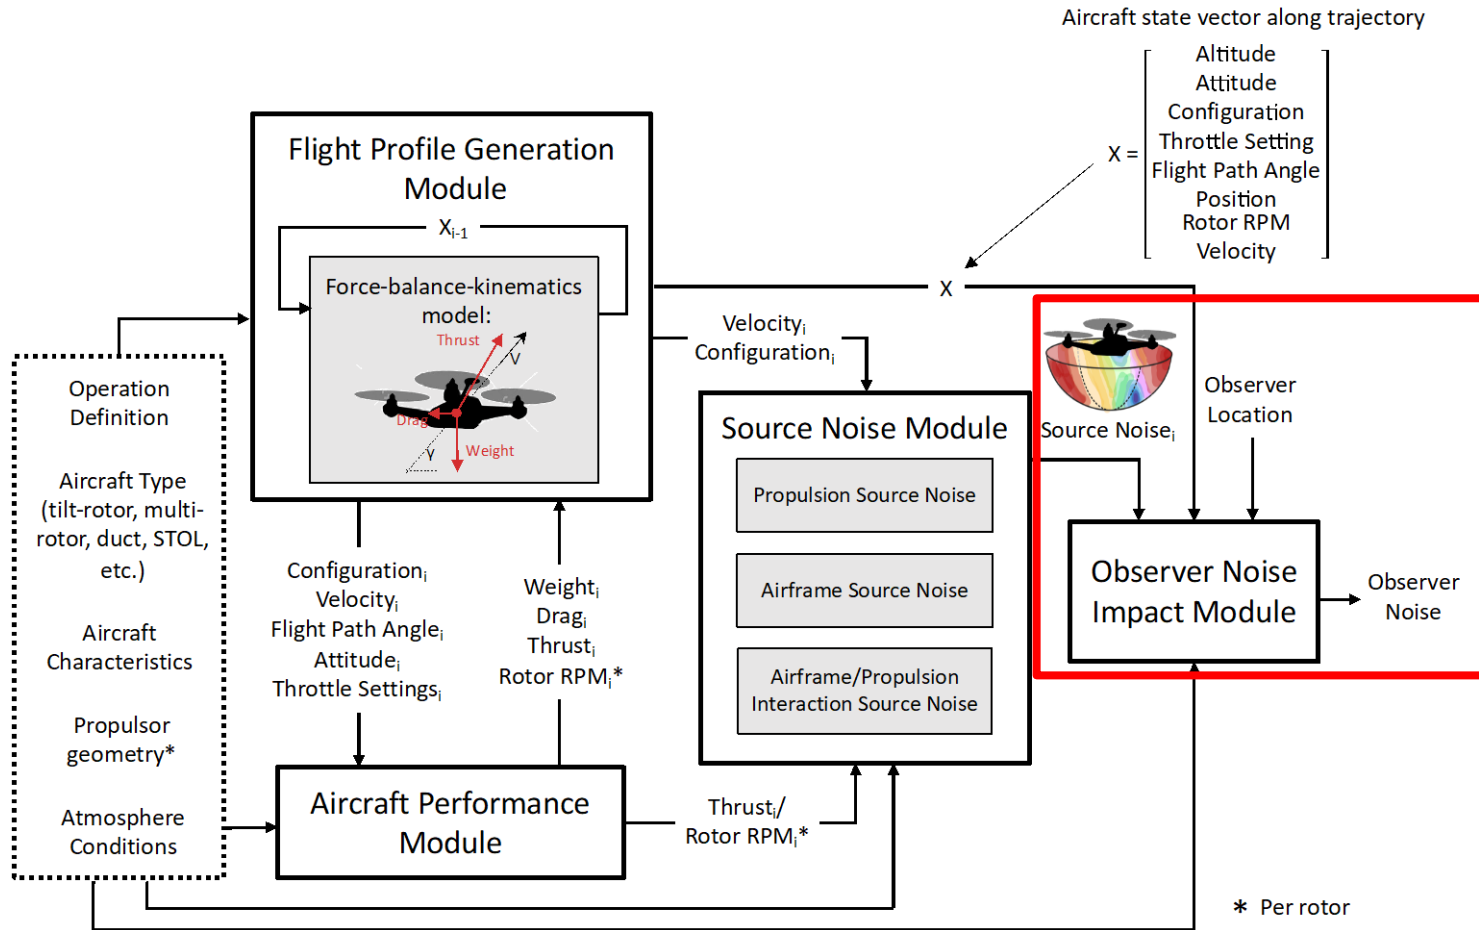 Aircraft state vector along trajectory
X =
Altitude
Attitude
Configuration
Throttle Setting
Flight Path Angle
Position
Rotor RPM
Velocity
Flight Profile Generation
Module
Xi-1
Force-balance-kinematics
model:
Thrust
V
Drag
Weight
γ
X
Velocityi
Configurationi
Operation
Definition
Aircraft Type
(tilt-rotor, multi-
rotor, duct, STOL,
etc.)
Aircraft
Characteristics
Propulsor
geometry*
Atmosphere
Conditions
Configurationi
Velocityi
Flight Path Anglei
Attitudei
Throttle Settingsi
Weighti
Dragi
Thrusti
Rotor RPMi*
Aircraft Performance
Module
Thrusti/
Rotor RPMi*
Source Noise Module
Propulsion Source Noise
Airframe Source Noise
Airframe/Propulsion
Interaction Source Noise
Source Noisei
Observer
Location
Observer Noise
Impact Module
Observer
Noise
* Per rotor